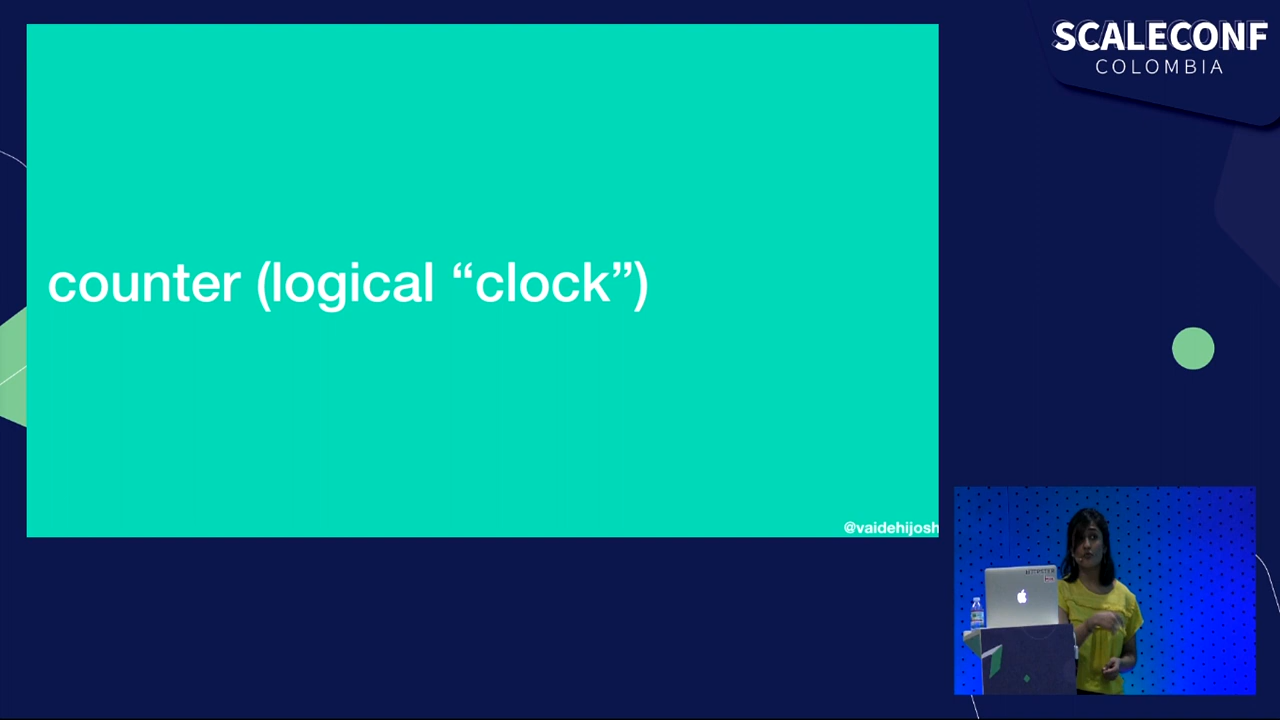 SCALECONF
COLOMBIA
counter (logical “clock”)
@vaidehijosh